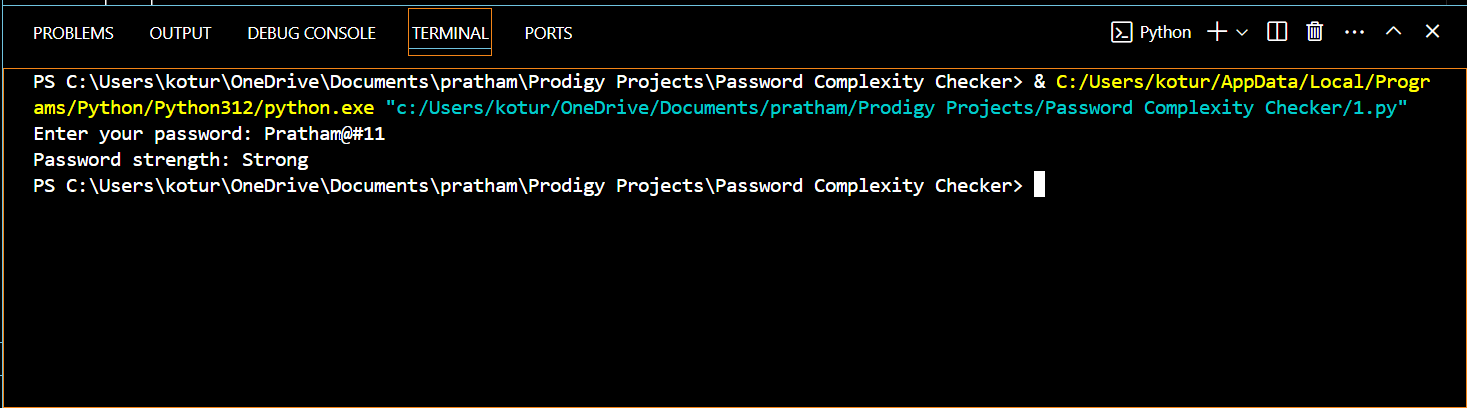 PROBLEMS OUTPUT DEBUG CONSOLE TERMINAL PORTS Python
PS C:\Users\kotur\OneDrive\Documents\pratham\Prodigy Projects\Password Complexity Checker> & C:/Users/kotur/AppData/Local/Progr
ams/Python/Python312/python.exe "c:/Users/kotur/OneDrive/Documents/pratham/Prodigy Projects/Password Complexity Checker/1.py"
Enter your password: Pratham@#11
Password strength: Strong
PS C:\Users\kotur\OneDrive\Documents\pratham\Prodigy Projects\Password Complexity Checker>